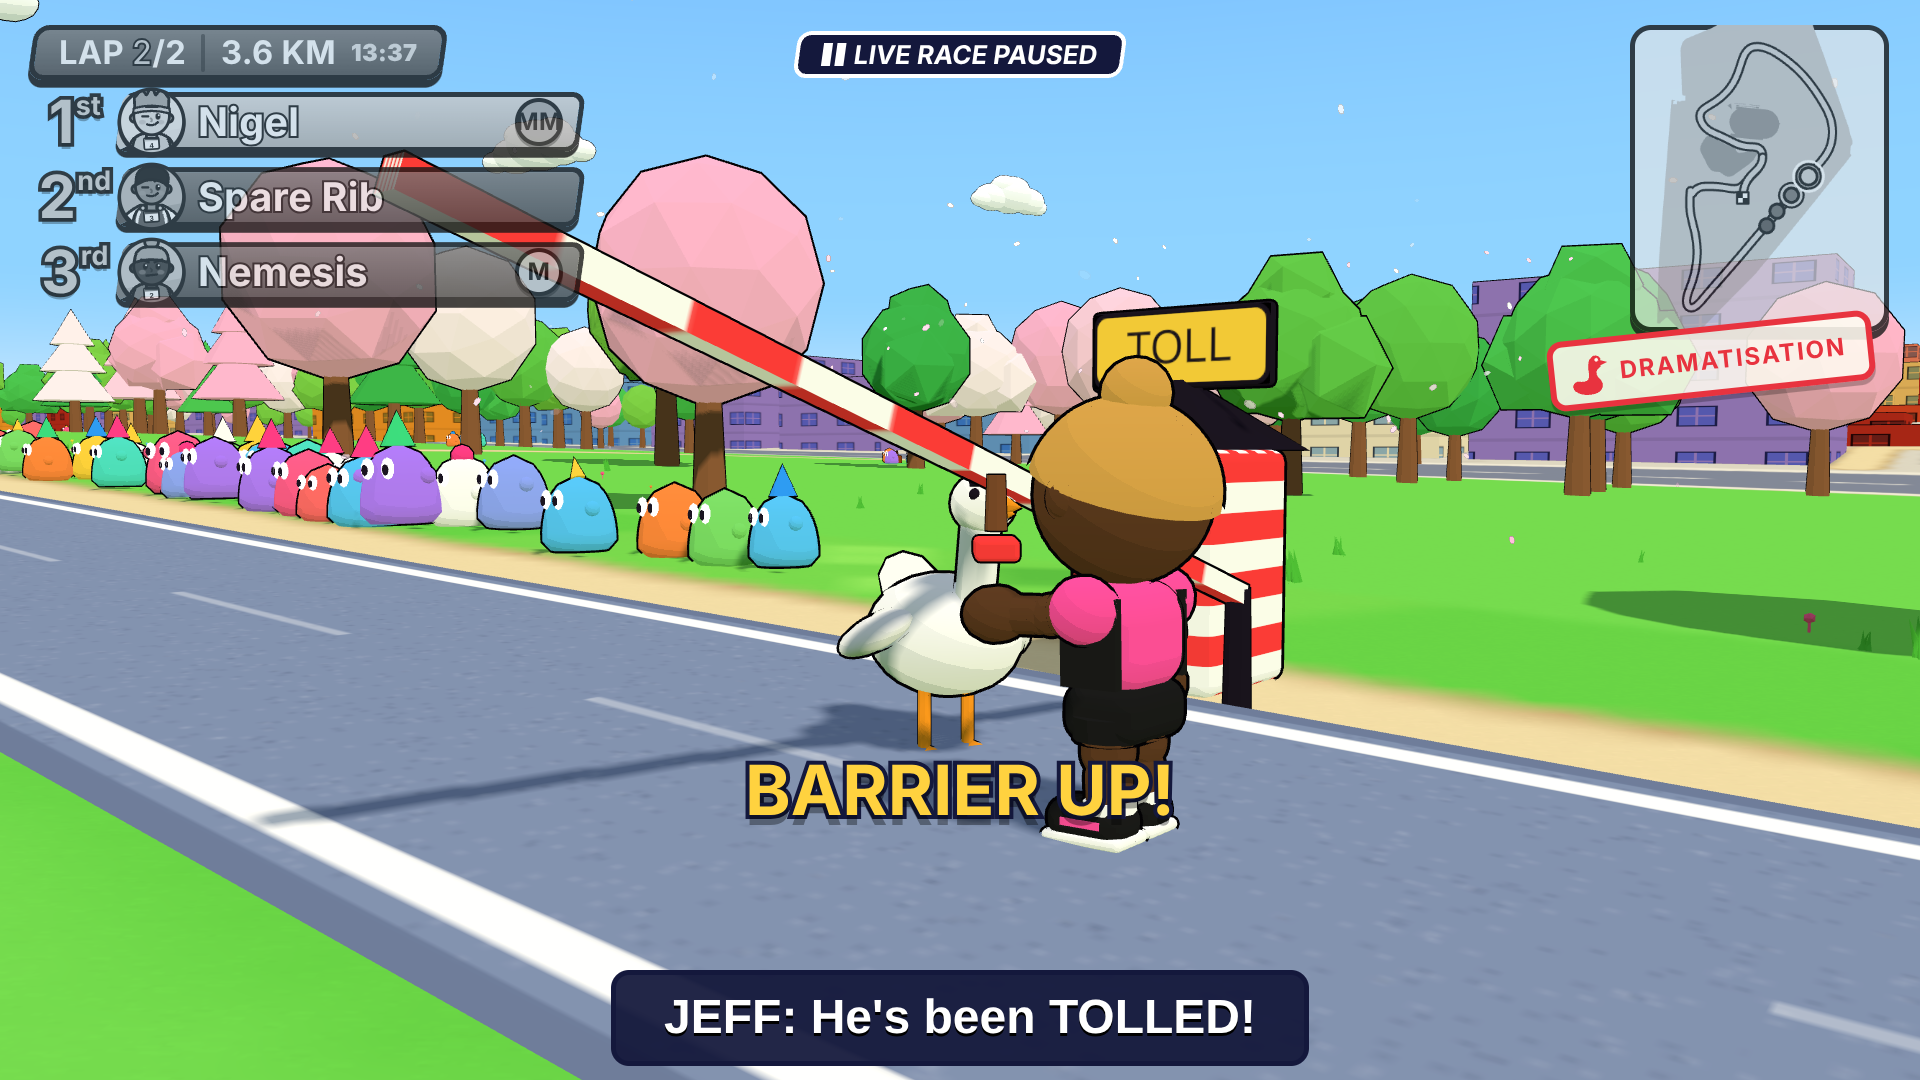 LAP 2/2 3.6 KM 13:37
LIVE RACE PAUSED
1st Nigel MM
2nd Spare Rib
3rd Nemesis M
TOLL
DRAMATISATION
BARRIER UP!
JEFF: He's been TOLLED!